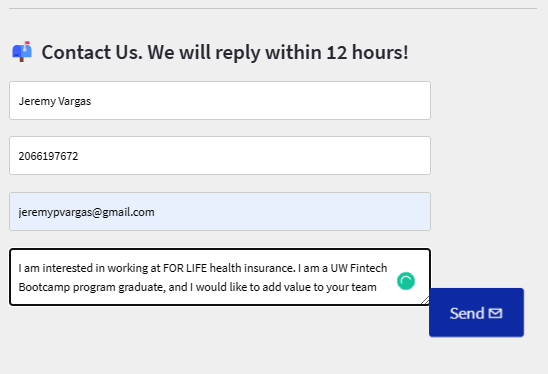 Contact Us. We will reply within 12 hours!
Jeremy Vargas
2066197672
jeremypvargas@gmail.com
I am interested in working at FOR LIFE health insurance. I am a UW Fintech
Bootcamp program graduate, and I would like to add value to your team
Send